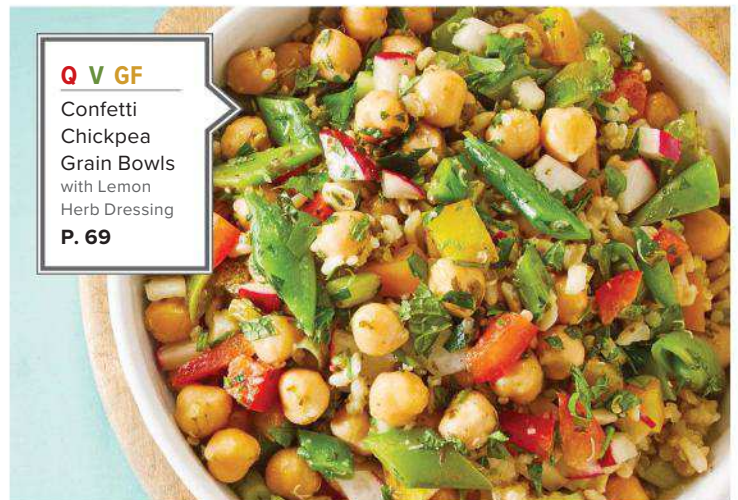 Q V GF
Confetti
Chickpea
Grain Bowls
with Lemon
Herb Dressing
P. 69